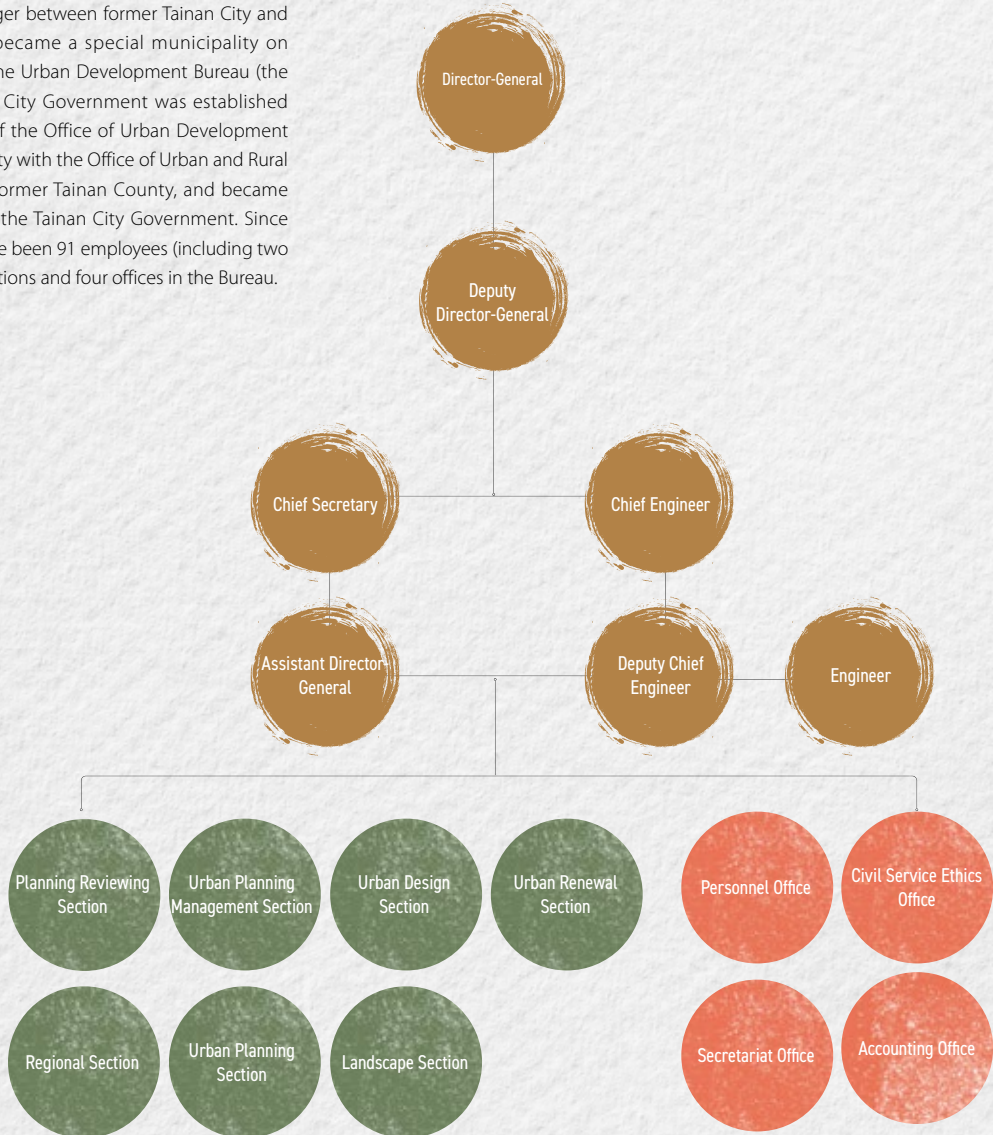 ger between former Tainan City and
became a special municipality on
he Urban Development Bureau (the
City Government was established
f the Office of Urban Development
ty with the Office of Urban and Rural
ormer Tainan County, and became
the Tainan City Government. Since
e been 91 employees (including two
tions and four offices in the Bureau.
Director-General
Deputy
Director-General
Chief Secretary
Chief Engineer
Assistant Director-
General
Deputy Chief
Engineer
Engineer
Planning Reviewing
Section
Urban Planning
Management Section
Urban Design
Section
Urban Renewal
Section
Personnel Office
Civil Service Ethics
Office
Regional Section
Urban Planning
Section
Landscape Section
Secretariat Office
Accounting Office